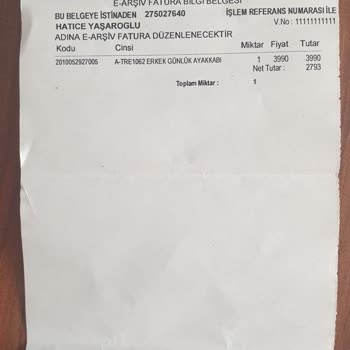 E-ARŞİV FATURA BİLGİ BELGESİ
BU BELGEYE İSTİNADEN 275027640 İŞLEM REFERANS NUMARASI İLE
HATICE YAŞAROGLU V.No : 11111111111
ADINA E-ARŞİV FATURA DÜZENLENECEKTİR
Kodu Cinsi Miktar Fiyat Tutar
2010052927005 A-TRE1062 ERKEK GÜNLÜK AYAKKABI 1 3990 3990
Net Tutar : 2793
Toplam Miktar : 1